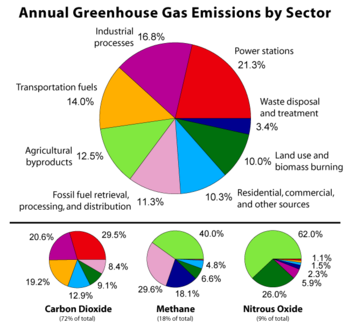 Annual Greenhouse Gas Emissions by Sector
Industrial
processes
16.8%
Power stations
21.3%
Transportation fuels
14.0%
Waste disposal
and treatment
3.4%
Agricultural
byproducts
12.5%
10.0%
Land use and
biomass burning
Fossil fuel retrieval,
processing, and distribution
11.3%
10.3%
Residential, commercial,
and other sources
20.6%
29.5%
8.4%
9.1%
12.9%
19.2%
Carbon Dioxide
(72% of total)
40.0%
4.8%
6.6%
18.1%
29.6%
Methane
(18% of total)
62.0%
1.1%
1.5%
2.3%
5.9%
26.0%
Nitrous Oxide
(9% of total)